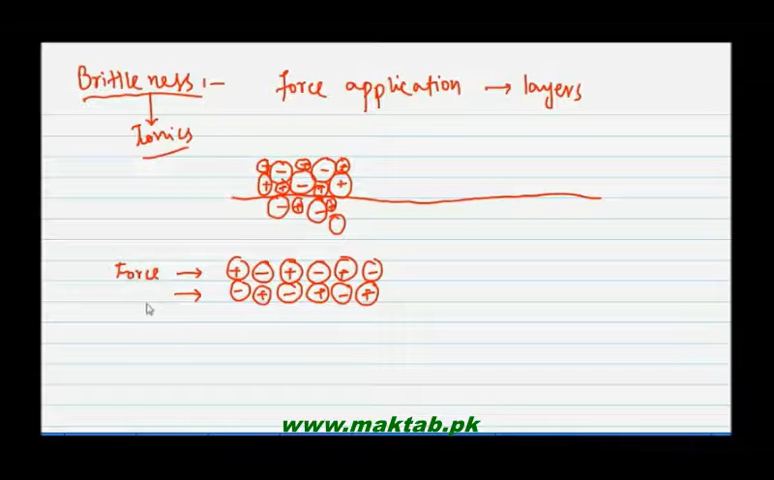 Brittleness :- Force application → layers
Ionics
+ - + - +
+ + - + +
- + - +
Force → + - + - + -
→ - + - + - +
www.maktab.pk